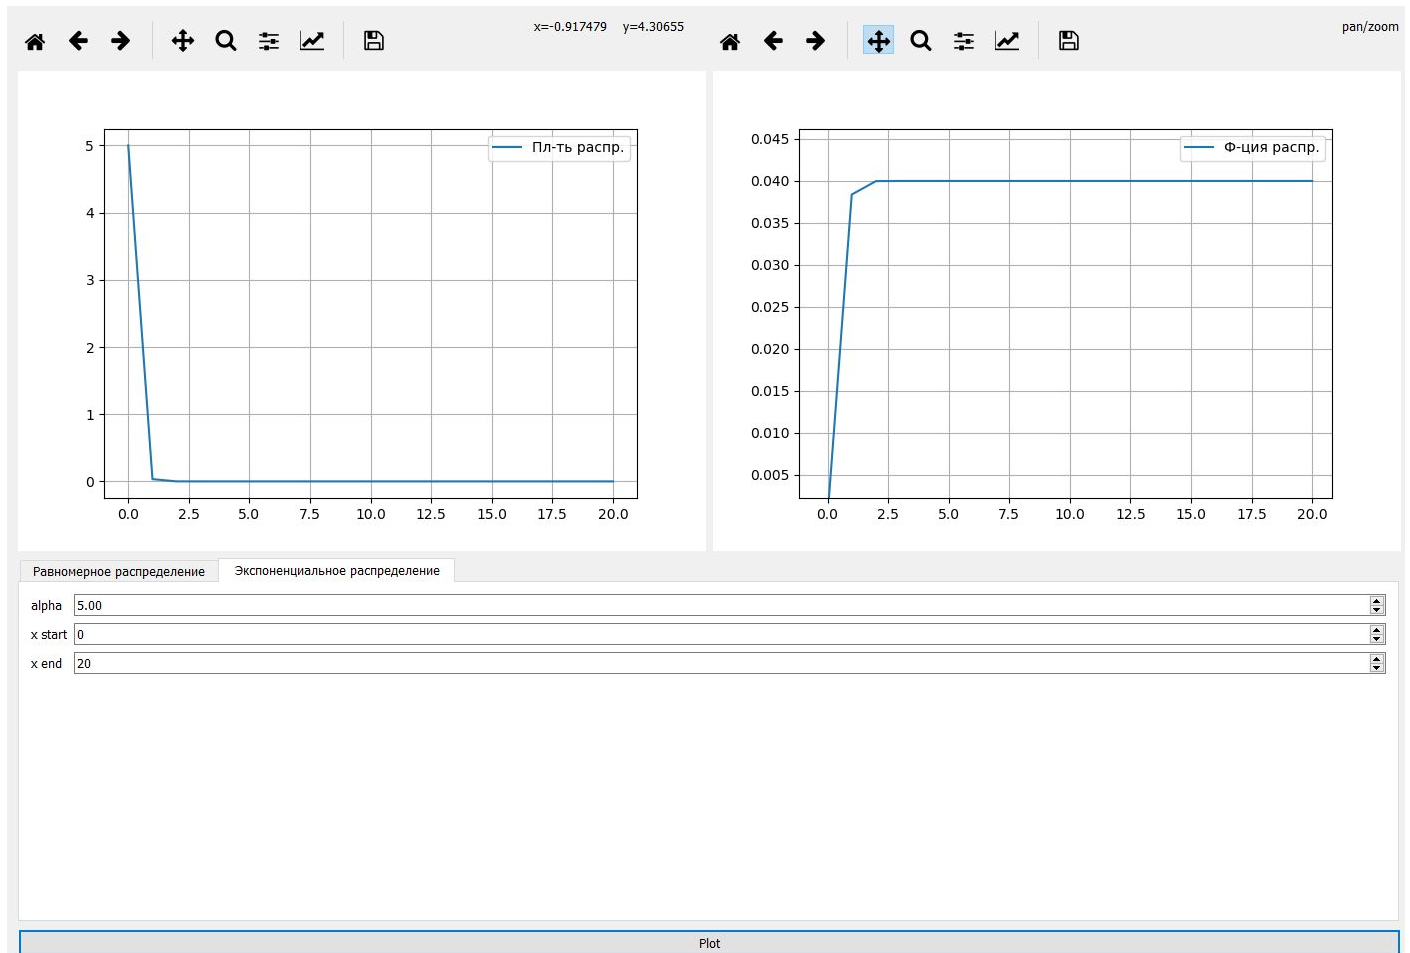 x=-0.917479 y=4.30655
pan/zoom
Пл-ть распр.
5
4
3
2
1
0
0.0 2.5 5.0 7.5 10.0 12.5 15.0 17.5 20.0
Ф-ция распр.
0.045
0.040
0.035
0.030
0.025
0.020
0.015
0.010
0.005
0.0 2.5 5.0 7.5 10.0 12.5 15.0 17.5 20.0
Равномерное распределение Экспоненциальное распределение
alpha 5.00
x start 0
x end 20
Plot